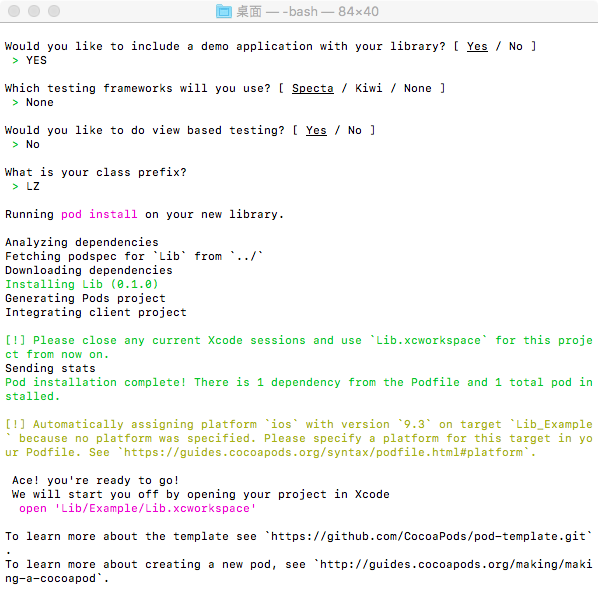 桌面 — -bash — 84×40
Would you like to include a demo application with your library? [ Yes / No ]
> YES
Which testing frameworks will you use? [ Specta / Kiwi / None ]
> None
Would you like to do view based testing? [ Yes / No ]
> No
What is your class prefix?
> LZ
Running pod install on your new library.
Analyzing dependencies
Fetching podspec for `Lib` from `../`
Downloading dependencies
Installing Lib (0.1.0)
Generating Pods project
Integrating client project
[!] Please close any current Xcode sessions and use `Lib.xcworkspace` for this proje
ct from now on.
Sending stats
Pod installation complete! There is 1 dependency from the Podfile and 1 total pod in
stalled.
[!] Automatically assigning platform `ios` with version `9.3` on target `Lib_Example
` because no platform was specified. Please specify a platform for this target in yo
ur Podfile. See `https://guides.cocoapods.org/syntax/podfile.html#platform`.
Ace! you're ready to go!
We will start you off by opening your project in Xcode
open 'Lib/Example/Lib.xcworkspace'
To learn more about the template see `https://github.com/CocoaPods/pod-template.git`
.
To learn more about creating a new pod, see `http://guides.cocoapods.org/making/maki
ng-a-cocoapod`.